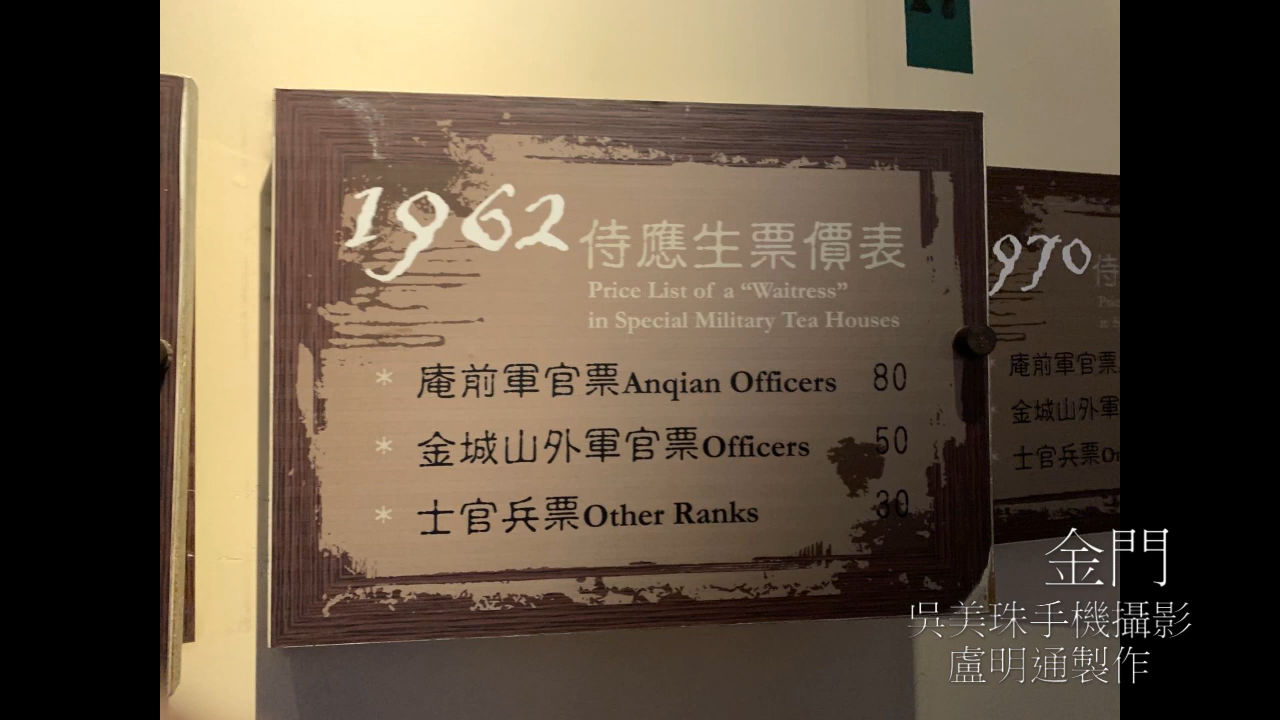 1962 侍應生票價表
Price List of a “Waitress”
in Special Military Tea Houses
* 庵前軍官票Anqian Officers 80
* 金城山外軍官票Officers 50
* 士官兵票Other Ranks 30
970 侍
庵前軍官票
金城山外軍
士官兵票
金門
吳美珠手機攝影
盧明通製作